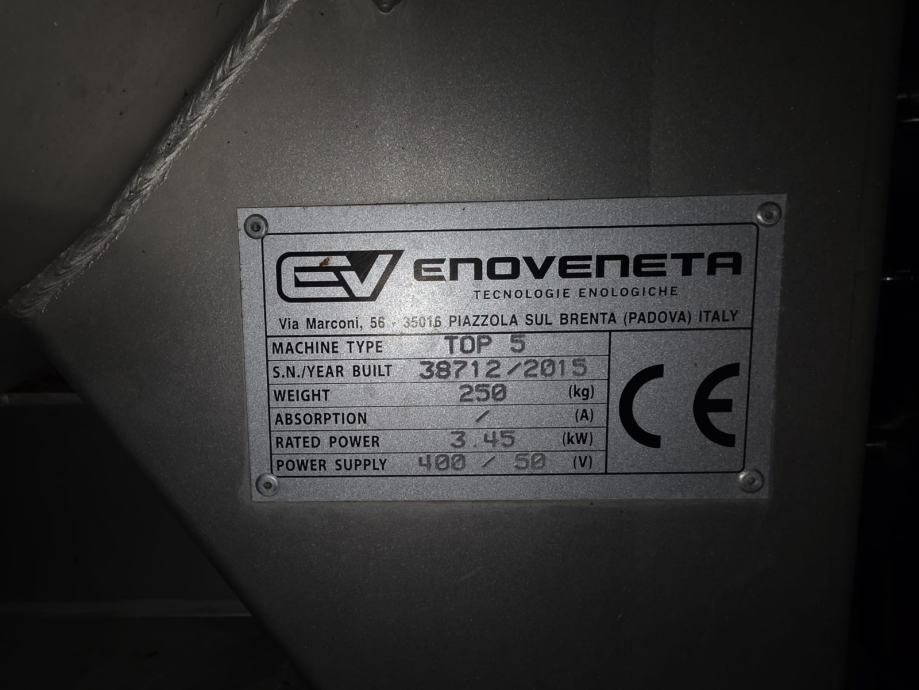 EV ENOVENETA
TECNOLOGIE ENOLOGICHE
Via Marconi, 56 - 35016 PIAZZOLA SUL BRENTA (PADOVA) ITALY
MACHINE TYPE TOP 5
S.N./YEAR BUILT 38712/2015
WEIGHT 250 (kg)
ABSORPTION / (A)
RATED POWER 3.45 (kW)
POWER SUPPLY 400 / 50 (V)
CE